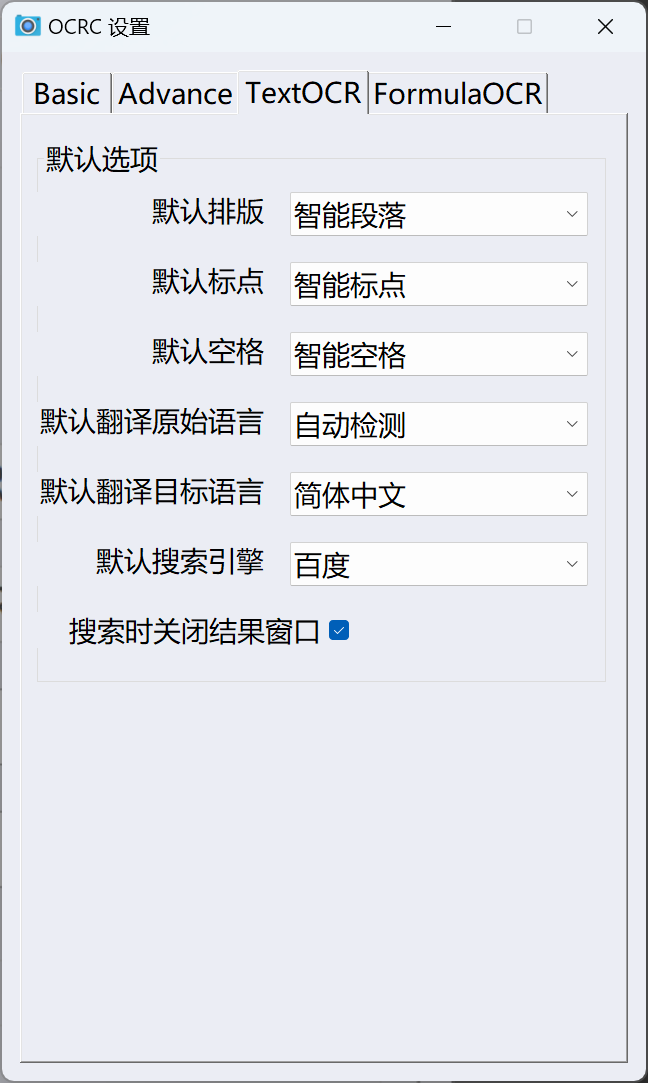 OCRC 设置
Basic Advance TextOCR FormulaOCR
默认选项
默认排版 智能段落
默认标点 智能标点
默认空格 智能空格
默认翻译原始语言 自动检测
默认翻译目标语言 简体中文
默认搜索引擎 百度
搜索时关闭结果窗口